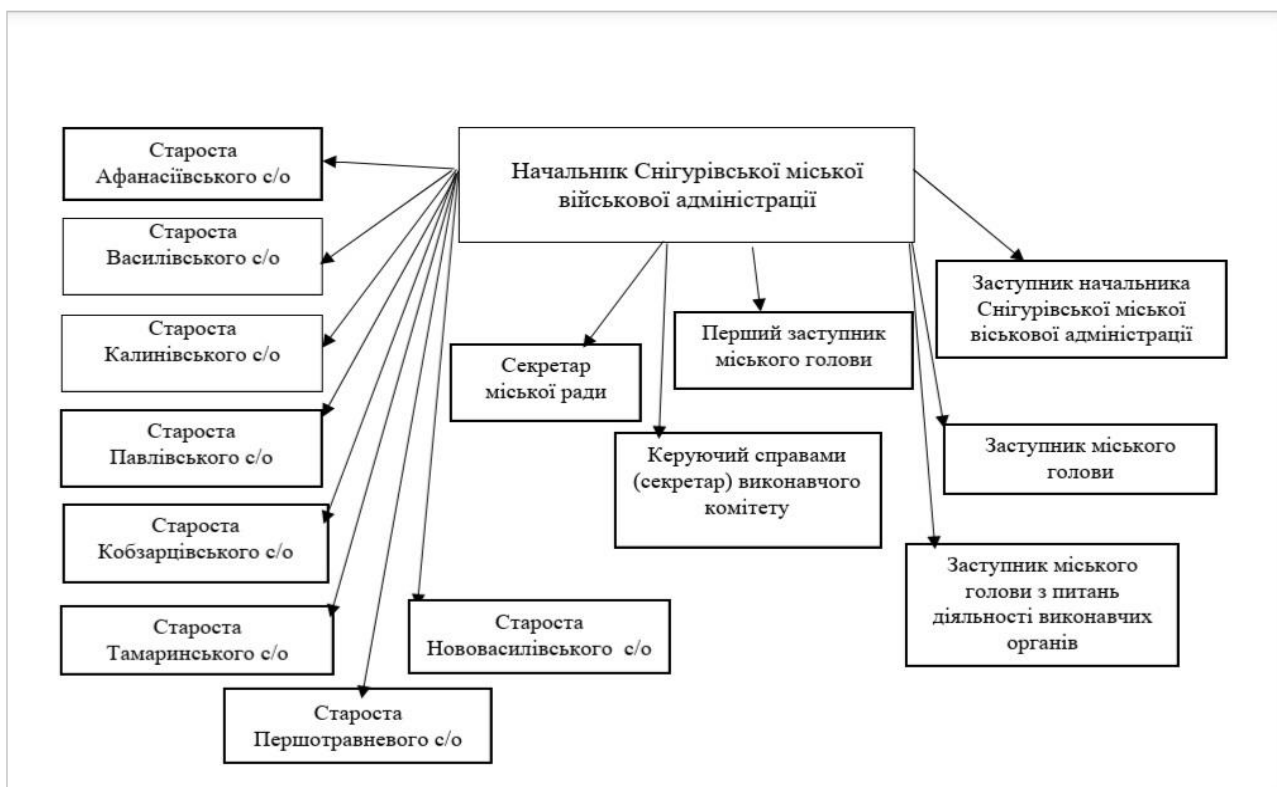 Начальник Снігурівської міської
військової адміністрації
Староста
Афанасіївського с/о
Староста
Василівського с/о
Староста
Калинівського с/о
Староста
Павлівського с/о
Староста
Кобзарцівського с/о
Староста
Тамаринського с/о
Староста
Першотравневого с/о
Староста
Нововасилівського с/о
Секретар
міської ради
Керуючий справами
(секретар) виконавчого
комітету
Перший заступник
міського голови
Заступник начальника
Снігурівської міської
віськової адміністрації
Заступник міського
голови
Заступник міського
голови з питань
діяльності виконавчих
органів